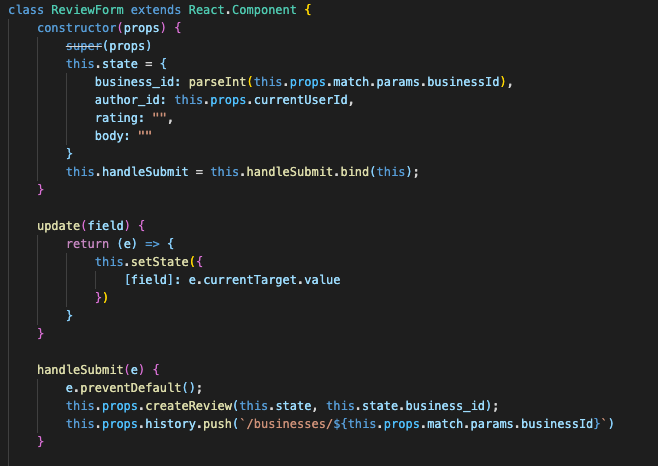 class ReviewForm extends React.Component {
    constructor(props) {
        super(props)
        this.state = {
            business_id: parseInt(this.props.match.params.businessId),
            author_id: this.props.currentUserId,
            rating: "",
            body: ""
        }
        this.handleSubmit = this.handleSubmit.bind(this);
    }

    update(field) {
        return (e) => {
            this.setState({
                [field]: e.currentTarget.value
            })
        }
    }

    handleSubmit(e) {
        e.preventDefault();
        this.props.createReview(this.state, this.state.business_id);
        this.props.history.push(`/businesses/${this.props.match.params.businessId}`)
    }